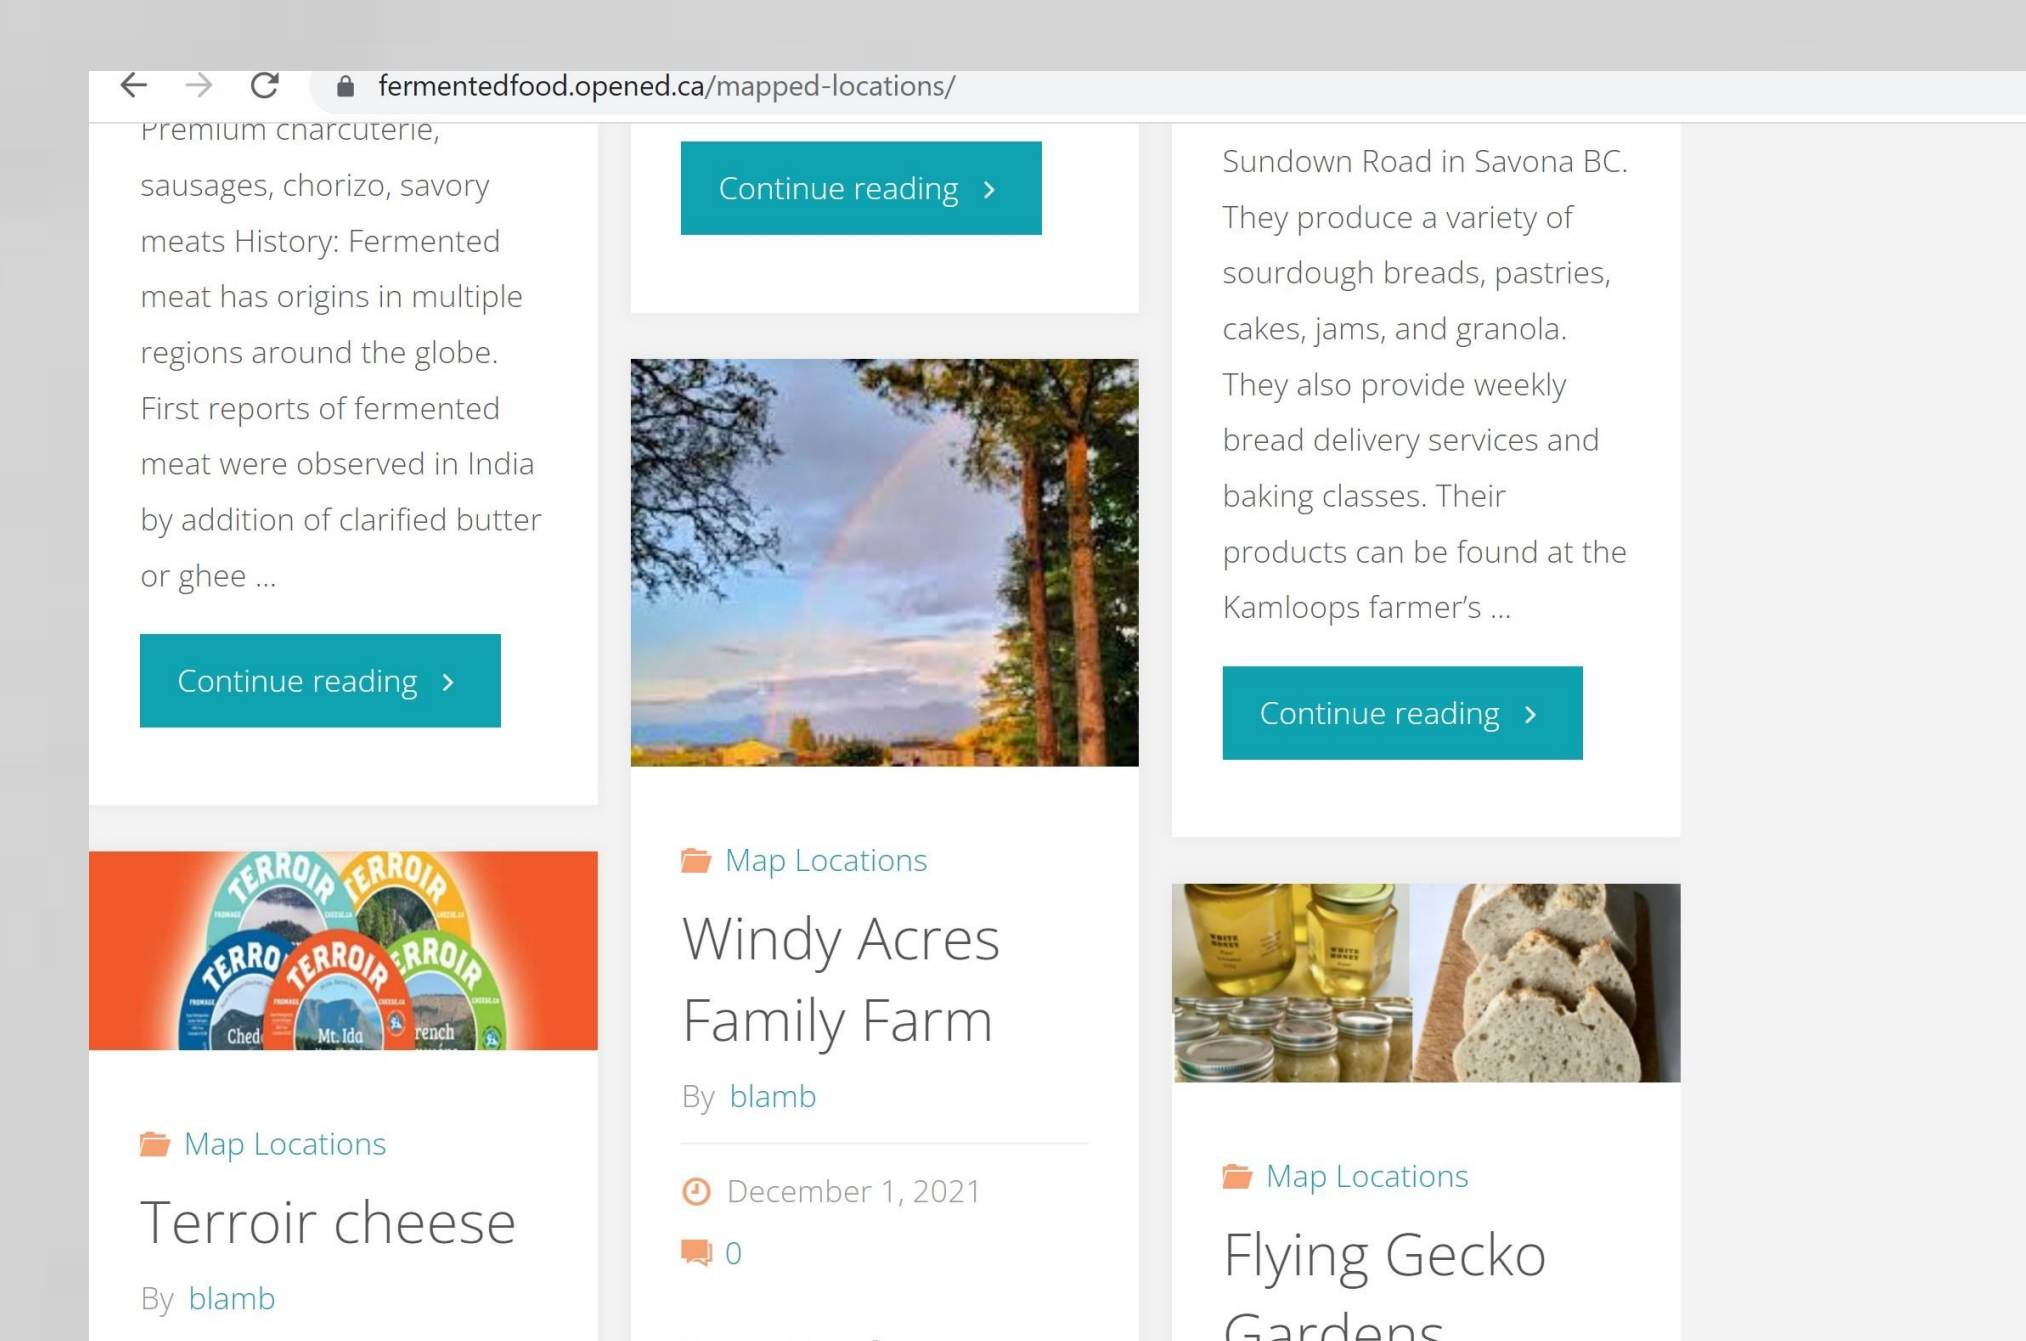 fermentedfood.opened.ca/mapped-locations/
Premium charcuterie,
sausages, chorizo, savory
meats History: Fermented
meat has origins in multiple
regions around the globe.
First reports of fermented
meat were observed in India
by addition of clarified butter
or ghee ...
Continue reading
TERROIR
TERROIR
TERROIR
TERROIR
Mt. Ida
Map Locations
Terroir cheese
By blamb
Continue reading
Map Locations
Windy Acres
Family Farm
By blamb
December 1, 2021
0
Sundown Road in Savona BC.
They produce a variety of
sourdough breads, pastries,
cakes, jams, and granola.
They also provide weekly
bread delivery services and
baking classes. Their
products can be found at the
Kamloops farmer's ...
Continue reading
WHITE
HONEY
WHITE
HONEY
Map Locations
Flying Gecko
Gardens